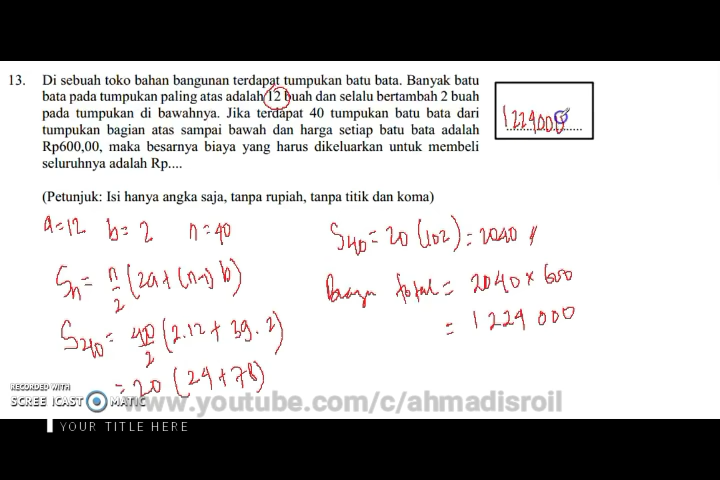 13. Di sebuah toko bahan bangunan terdapat tumpukan batu bata. Banyak batu
bata pada tumpukan paling atas adalah 12 buah dan selalu bertambah 2 buah
pada tumpukan di bawahnya. Jika terdapat 40 tumpukan batu bata dari
tumpukan bagian atas sampai bawah dan harga setiap batu bata adalah
Rp600,00, maka besarnya biaya yang harus dikeluarkan untuk membeli
seluruhnya adalah Rp....
1224000
(Petunjuk: Isi hanya angka saja, tanpa rupiah, tanpa titik dan koma)
a=12 b=2 n=40
Sn = n/2 (2a+(n-1)b)
S40 = 40/2 (2.12+39.2)
= 20 (24+78)
S40 = 20 (102) = 2040
total = 2040 × 600
= 1 224 000
RECORDED WITH
SCREENCAST O MATIC
www.youtube.com/c/ahmadisroil
YOUR TITLE HERE